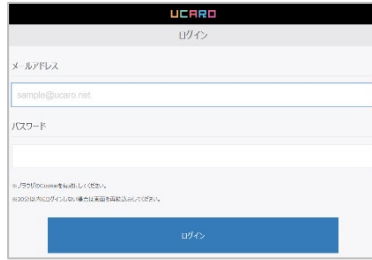 UCARO
ログイン
メールアドレス
sample@ucaro.net
パスワード
※ブラウザのCookieを有効にしてください。
※30分以内にログインしない場合は画面を再読込みしてください。
ログイン